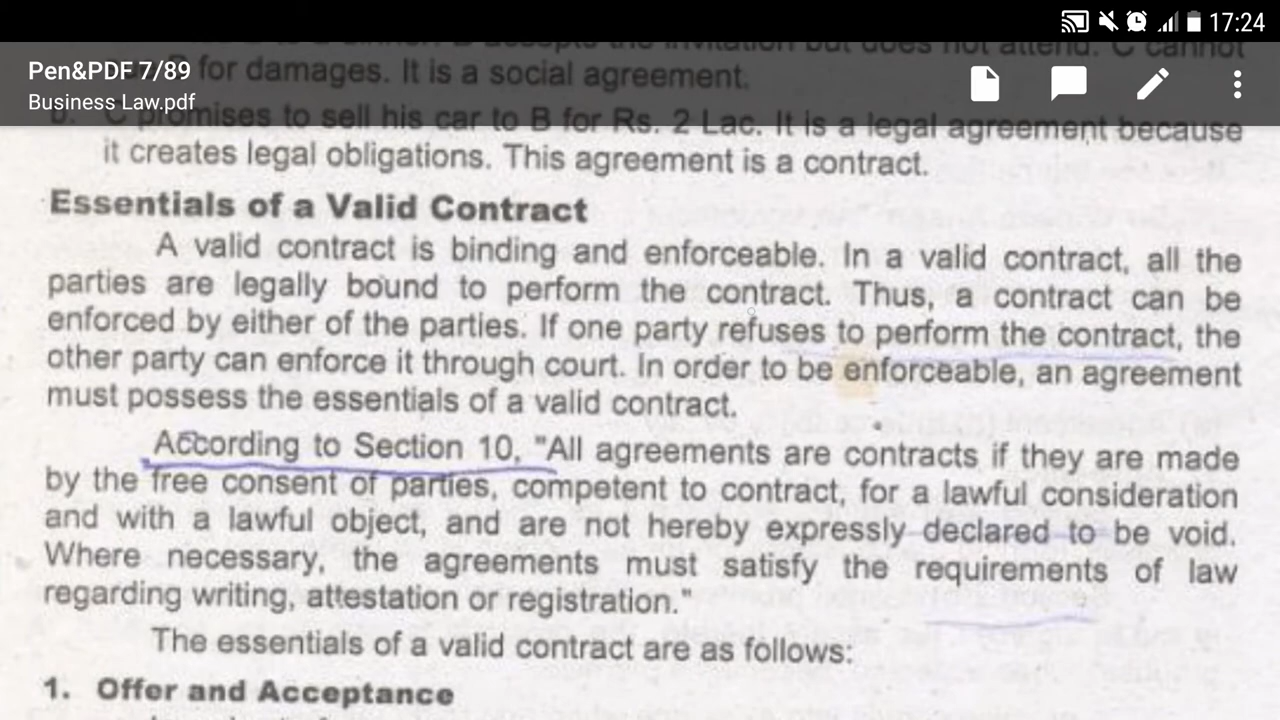 17:24
invitation but does not attend. C cannot
Pen&PDF 7/89
for damages. It is a social agreement.
Business Law.pdf
b. C promises to sell his car to B for Rs. 2 Lac. It is a legal agreement because
it creates legal obligations. This agreement is a contract.
Essentials of a Valid Contract
A valid contract is binding and enforceable. In a valid contract, all the
parties are legally bound to perform the contract. Thus, a contract can be
enforced by either of the parties. If one party refuses to perform the contract, the
other party can enforce it through court. In order to be enforceable, an agreement
must possess the essentials of a valid contract.
According to Section 10, "All agreements are contracts if they are made
by the free consent of parties, competent to contract, for a lawful consideration
and with a lawful object, and are not hereby expressly declared to be void.
Where necessary, the agreements must satisfy the requirements of law
regarding writing, attestation or registration."
The essentials of a valid contract are as follows:
1. Offer and Acceptance